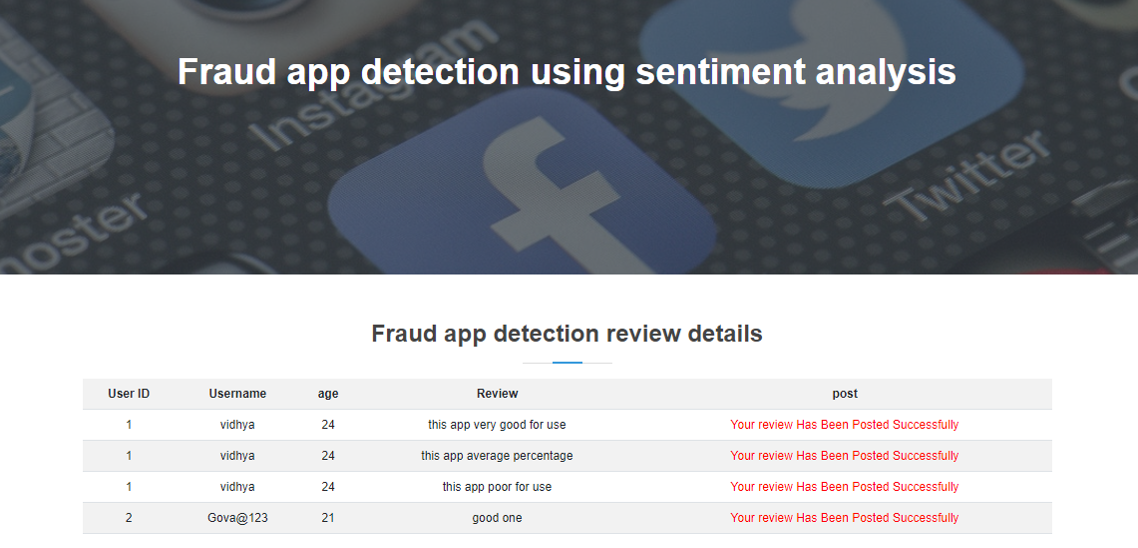 Instagram
Fraud app detection using sentiment analysis
Twitter
Fraud app detection review details
User ID Username age Review post
1 vidhya 24 this app very good for use Your review Has Been Posted Successfully
1 vidhya 24 this app average percentage Your review Has Been Posted Successfully
1 vidhya 24 this app poor for use Your review Has Been Posted Successfully
2 Gova@123 21 good one Your review Has Been Posted Successfully